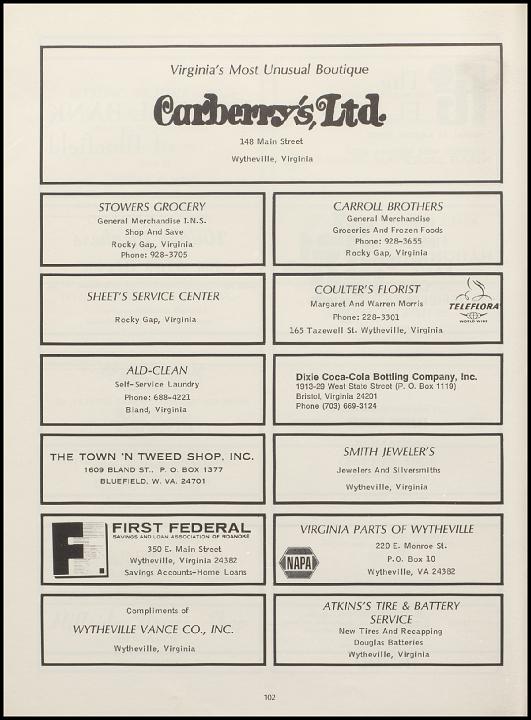 Virginia's Most Unusual Boutique
Carberry's, Ltd.
148 Main Street
Wytheville, Virginia
STOWERS GROCERY
General Merchandise I.N.S.
Shop And Save
Rocky Gap, Virginia
Phone: 928-3705
CARROLL BROTHERS
General Merchandise
Groceries And Frozen Foods
Phone: 928-3655
Rocky Gap, Virginia
SHEET'S SERVICE CENTER
Rocky Gap, Virginia
COULTER'S FLORIST
Margaret And Warren Morris
Phone: 228-3301
165 Tazewell St. Wytheville, Virginia
TELEFLORA
WORLD WIDE
ALD-CLEAN
Self-Service Laundry
Phone: 688-4221
Bland, Virginia
Dixie Coca-Cola Bottling Company, Inc.
1913-29 West State Street (P. O. Box 1119)
Bristol, Virginia 24201
Phone (703) 669-3124
THE TOWN 'N TWEED SHOP, INC.
1609 BLAND ST., P. O. BOX 1377
BLUEFIELD, W. VA. 24701
SMITH JEWELER'S
Jewelers And Silversmiths
Wytheville, Virginia
F
FIRST FEDERAL
SAVINGS AND LOAN ASSOCIATION OF ROANOKE
350 E. Main Street
Wytheville, Virginia 24382
Savings Accounts-Home Loans
VIRGINIA PARTS OF WYTHEVILLE
220 E. Monroe St.
P.O. Box 10
Wytheville, VA 24382
NAPA
Compliments of
WYTHEVILLE VANCE CO., INC.
Wytheville, Virginia
ATKINS'S TIRE & BATTERY
SERVICE
New Tires And Recapping
Douglas Batteries
Wytheville, Virginia
102